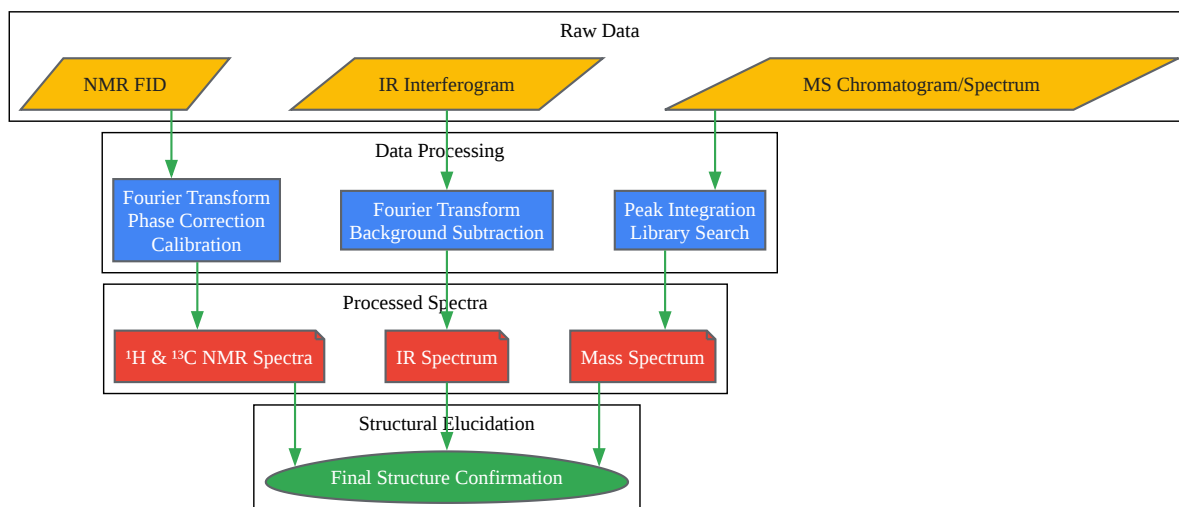 Raw Data
NMR FID
IR Interferogram
MS Chromatogram/Spectrum
Data Processing
Fourier Transform
Phase Correction
Calibration
Fourier Transform
Background Subtraction
Peak Integration
Library Search
Processed Spectra
¹H & ¹³C NMR Spectra
IR Spectrum
Mass Spectrum
Structural Elucidation
Final Structure Confirmation